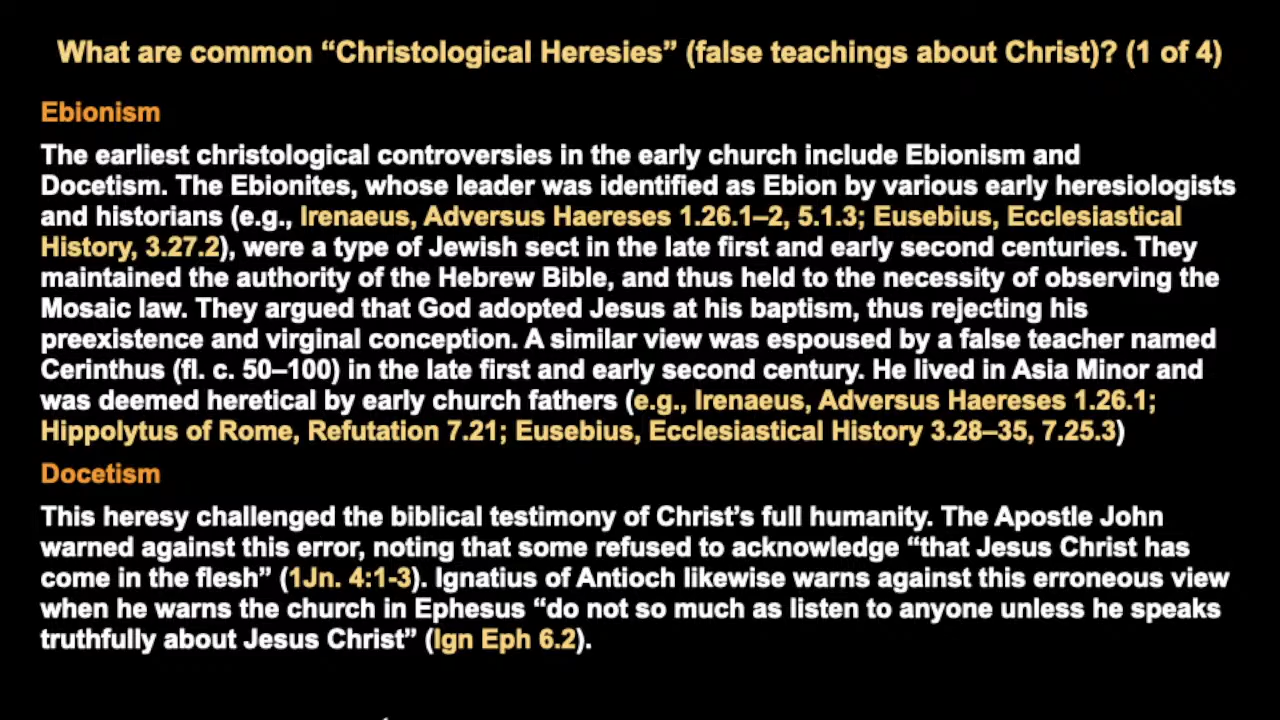 What are common “Christological Heresies” (false teachings about Christ)? (1 of 4)
Ebionism
The earliest christological controversies in the early church include Ebionism and
Docetism. The Ebionites, whose leader was identified as Ebion by various early heresiologists
and historians (e.g., Irenaeus, Adversus Haereses 1.26.1–2, 5.1.3; Eusebius, Ecclesiastical
History, 3.27.2), were a type of Jewish sect in the late first and early second centuries. They
maintained the authority of the Hebrew Bible, and thus held to the necessity of observing the
Mosaic law. They argued that God adopted Jesus at his baptism, thus rejecting his
preexistence and virginal conception. A similar view was espoused by a false teacher named
Cerinthus (fl. c. 50–100) in the late first and early second century. He lived in Asia Minor and
was deemed heretical by early church fathers (e.g., Irenaeus, Adversus Haereses 1.26.1;
Hippolytus of Rome, Refutation 7.21; Eusebius, Ecclesiastical History 3.28–35, 7.25.3)
Docetism
This heresy challenged the biblical testimony of Christ’s full humanity. The Apostle John
warned against this error, noting that some refused to acknowledge “that Jesus Christ has
come in the flesh” (1Jn. 4:1-3). Ignatius of Antioch likewise warns against this erroneous view
when he warns the church in Ephesus “do not so much as listen to anyone unless he speaks
truthfully about Jesus Christ” (Ign Eph 6.2).